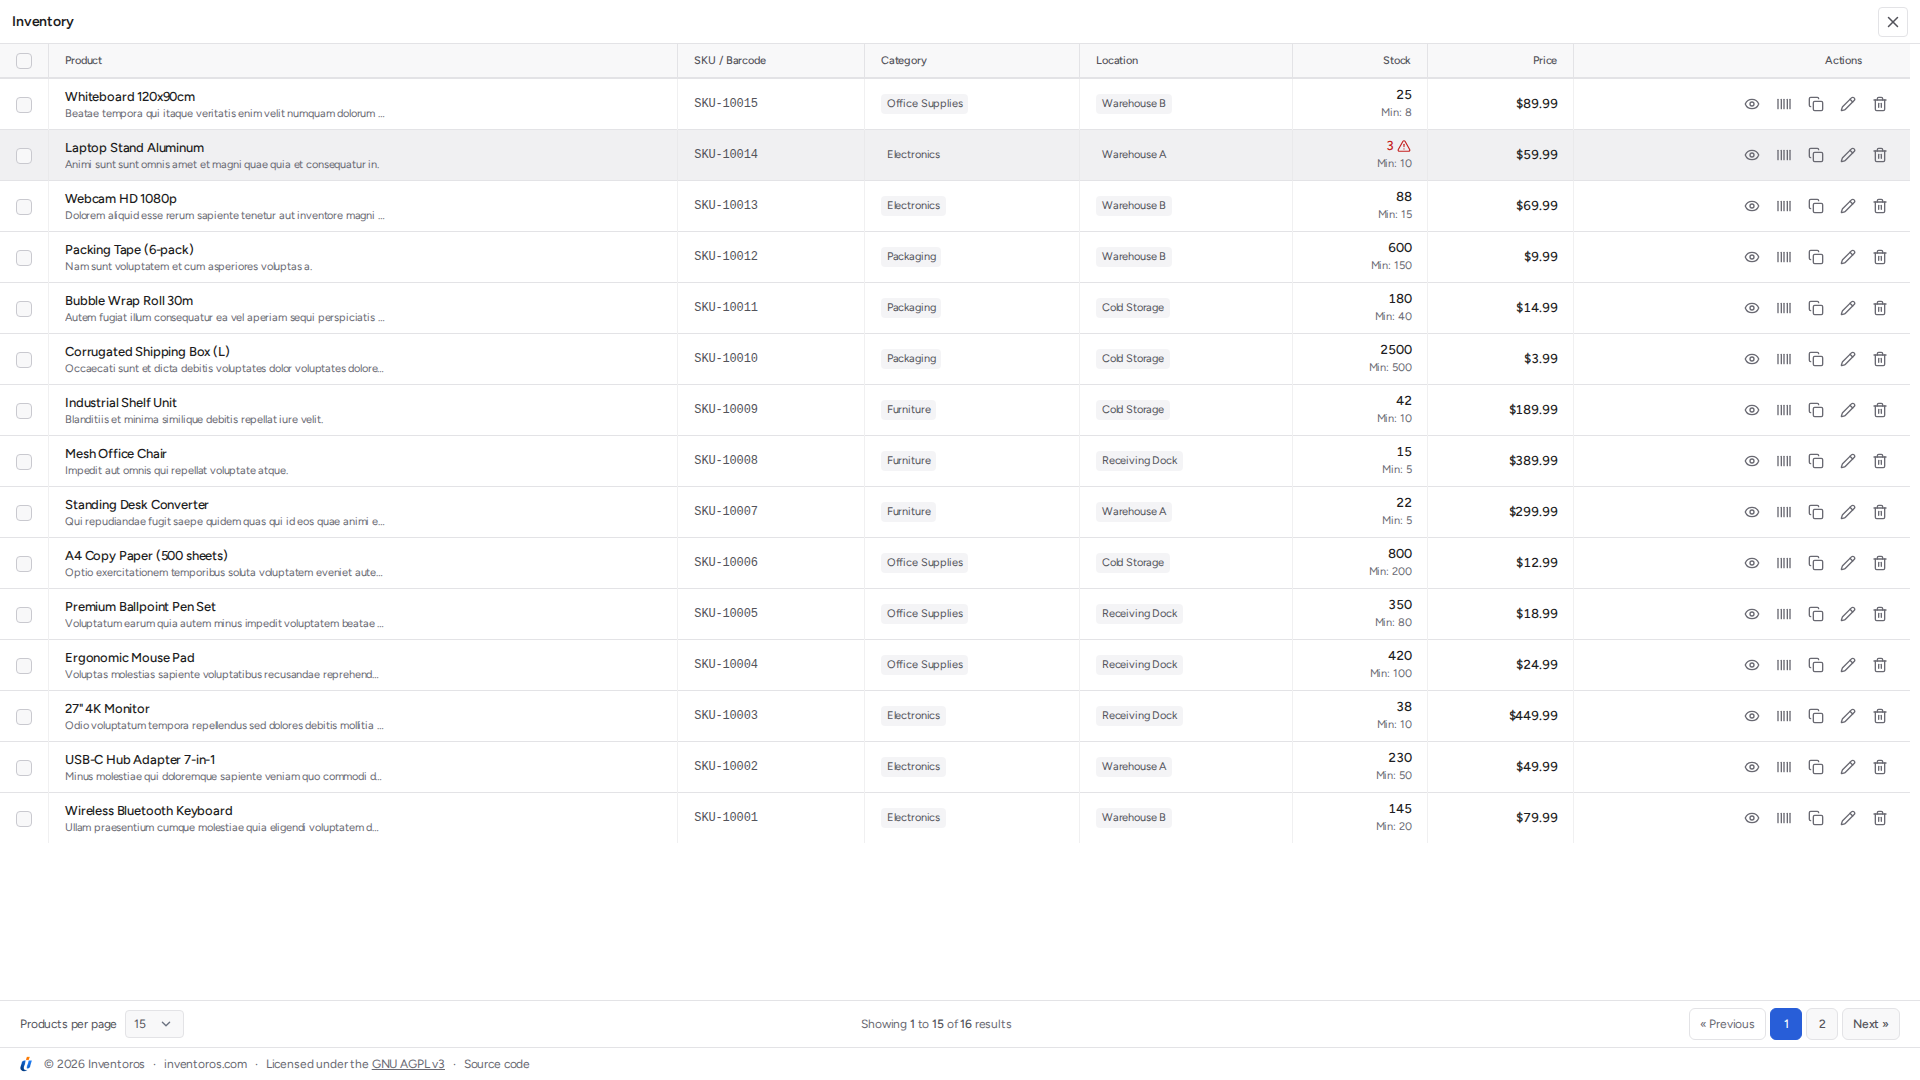 Inventory
Product SKU / Barcode Category Location Stock Price Actions
Whiteboard 120x90cm
Beatae tempora qui itaque veritatis enim velit numquam dolorum ...
SKU-10015 Office Supplies Warehouse B 25 Min: 8 $89.99
Laptop Stand Aluminum
Animi sunt sunt omnis amet et magni quae quia et consequatur in.
SKU-10014 Electronics Warehouse A 3 Min: 10 $59.99
Webcam HD 1080p
Dolorem aliquid esse rerum sapiente tenetur aut inventore magni ...
SKU-10013 Electronics Warehouse B 88 Min: 15 $69.99
Packing Tape (6-pack)
Nam sunt voluptatem et cum asperiores voluptas a.
SKU-10012 Packaging Warehouse B 600 Min: 150 $9.99
Bubble Wrap Roll 30m
Autem fugiat illum consequatur ea vel aperiam sequi perspiciatis ...
SKU-10011 Packaging Cold Storage 180 Min: 40 $14.99
Corrugated Shipping Box (L)
Occaecati sunt et dicta debitis voluptates dolor voluptates dolore...
SKU-10010 Packaging Cold Storage 2500 Min: 500 $3.99
Industrial Shelf Unit
Blanditiis et minima similique debitis repellat iure velit.
SKU-10009 Furniture Cold Storage 42 Min: 10 $189.99
Mesh Office Chair
Impedit aut omnis qui repellat voluptate atque.
SKU-10008 Furniture Receiving Dock 15 Min: 5 $389.99
Standing Desk Converter
Qui repudiandae fugit saepe quidem quas qui id eos quae animi e...
SKU-10007 Furniture Warehouse A 22 Min: 5 $299.99
A4 Copy Paper (500 sheets)
Optio exercitationem temporibus soluta voluptatem eveniet aute...
SKU-10006 Office Supplies Cold Storage 800 Min: 200 $12.99
Premium Ballpoint Pen Set
Voluptatum earum quia autem minus impedit voluptatem beatae ...
SKU-10005 Office Supplies Receiving Dock 350 Min: 80 $18.99
Ergonomic Mouse Pad
Voluptas molestias sapiente voluptatibus recusandae reprehend...
SKU-10004 Office Supplies Receiving Dock 420 Min: 100 $24.99
27" 4K Monitor
Odio voluptatum tempora repellendus sed dolores debitis mollitia ...
SKU-10003 Electronics Receiving Dock 38 Min: 10 $449.99
USB-C Hub Adapter 7-in-1
Minus molestiae qui doloremque sapiente veniam quo commodi d...
SKU-10002 Electronics Warehouse A 230 Min: 50 $49.99
Wireless Bluetooth Keyboard
Ullam praesentium cumque molestiae quia eligendi voluptatem d...
SKU-10001 Electronics Warehouse B 145 Min: 20 $79.99
Products per page 15 Showing 1 to 15 of 16 results « Previous 1 2 Next »
© 2026 Inventoros · inventoros.com · Licensed under the GNU AGPL v3 · Source code